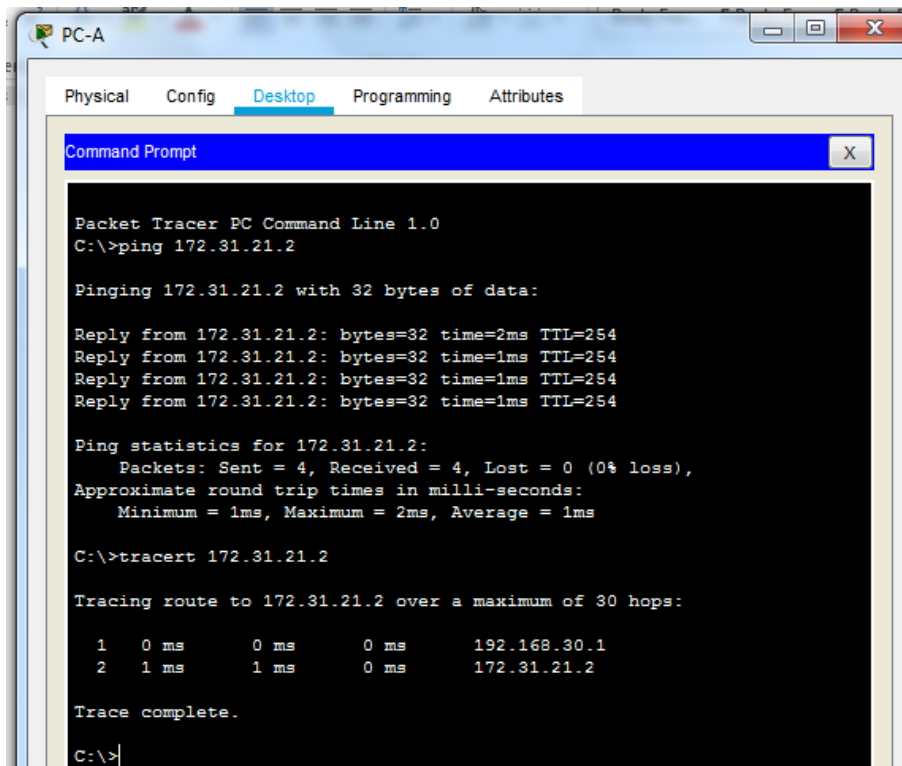 PC-A
Physical Config Desktop Programming Attributes
Command Prompt
X
Packet Tracer PC Command Line 1.0
C:\>ping 172.31.21.2
Pinging 172.31.21.2 with 32 bytes of data:
Reply from 172.31.21.2: bytes=32 time=2ms TTL=254
Reply from 172.31.21.2: bytes=32 time=1ms TTL=254
Reply from 172.31.21.2: bytes=32 time=1ms TTL=254
Reply from 172.31.21.2: bytes=32 time=1ms TTL=254
Ping statistics for 172.31.21.2:
Packets: Sent = 4, Received = 4, Lost = 0 (0% loss),
Approximate round trip times in milli-seconds:
Minimum = 1ms, Maximum = 2ms, Average = 1ms
C:\>tracert 172.31.21.2
Tracing route to 172.31.21.2 over a maximum of 30 hops:
1 0 ms 0 ms 0 ms 192.168.30.1
2 1 ms 1 ms 0 ms 172.31.21.2
Trace complete.
C:\>